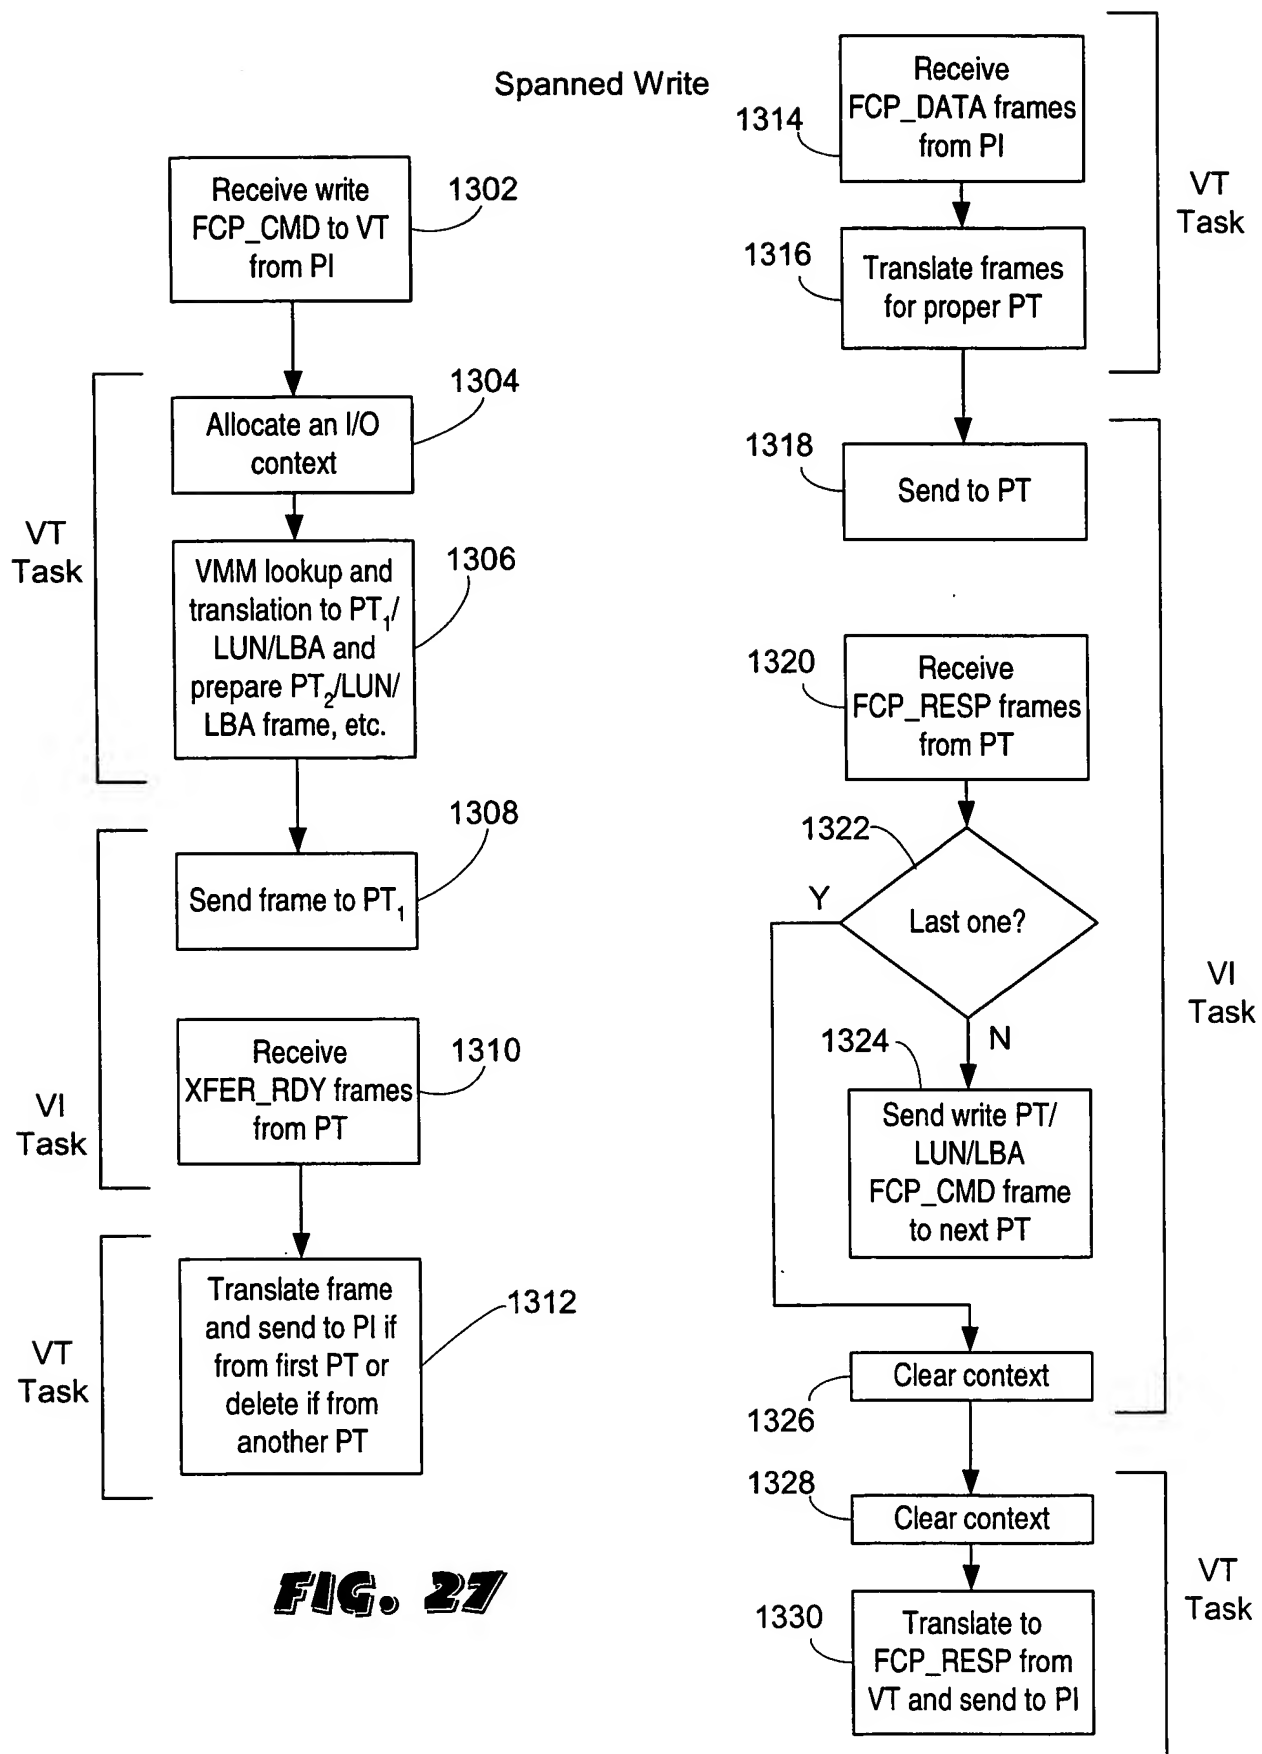 Spanned Write
Receive write
FCP_CMD to VT
from PI
1302
VT
Task
Allocate an I/O
context
1304
VMM lookup and
translation to PT1/
LUN/LBA and
prepare PT2/LUN/
LBA frame, etc.
1306
VI
Task
Send frame to PT1
1308
Receive
XFER_RDY frames
from PT
1310
VT
Task
Translate frame
and send to PI if
from first PT or
delete if from
another PT
1312
FIG. 27
Receive
FCP_DATA frames
from PI
1314
VT
Task
1316
Translate frames
for proper PT
1318
Send to PT
1320
Receive
FCP_RESP frames
from PT
1322
Last one?
Y
N
VI
Task
1324
Send write PT/
LUN/LBA
FCP_CMD frame
to next PT
Clear context
1326
1328
Clear context
VT
Task
1330
Translate to
FCP_RESP from
VT and send to PI